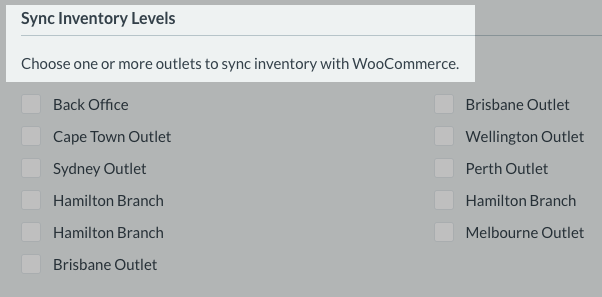 Sync Inventory Levels
Choose one or more outlets to sync inventory with WooCommerce.
Back Office
Brisbane Outlet
Cape Town Outlet
Wellington Outlet
Sydney Outlet
Perth Outlet
Hamilton Branch
Hamilton Branch
Hamilton Branch
Melbourne Outlet
Brisbane Outlet